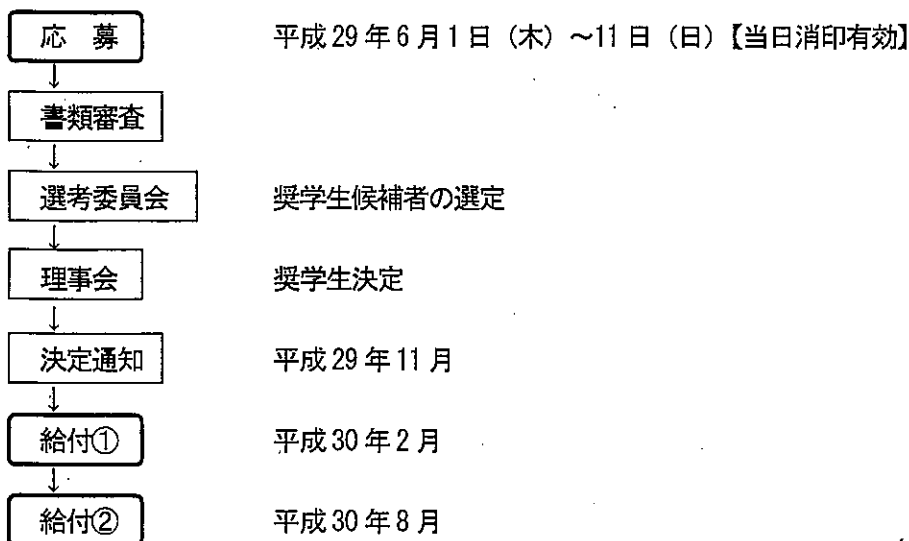 応 募 平成29年6月1日（木）～11日（日）【当日消印有効】
↓
書類審査
↓
選考委員会 奨学生候補者の選定
↓
理事会 奨学生決定
↓
決定通知 平成29年11月
↓
給付① 平成30年2月
↓
給付② 平成30年8月